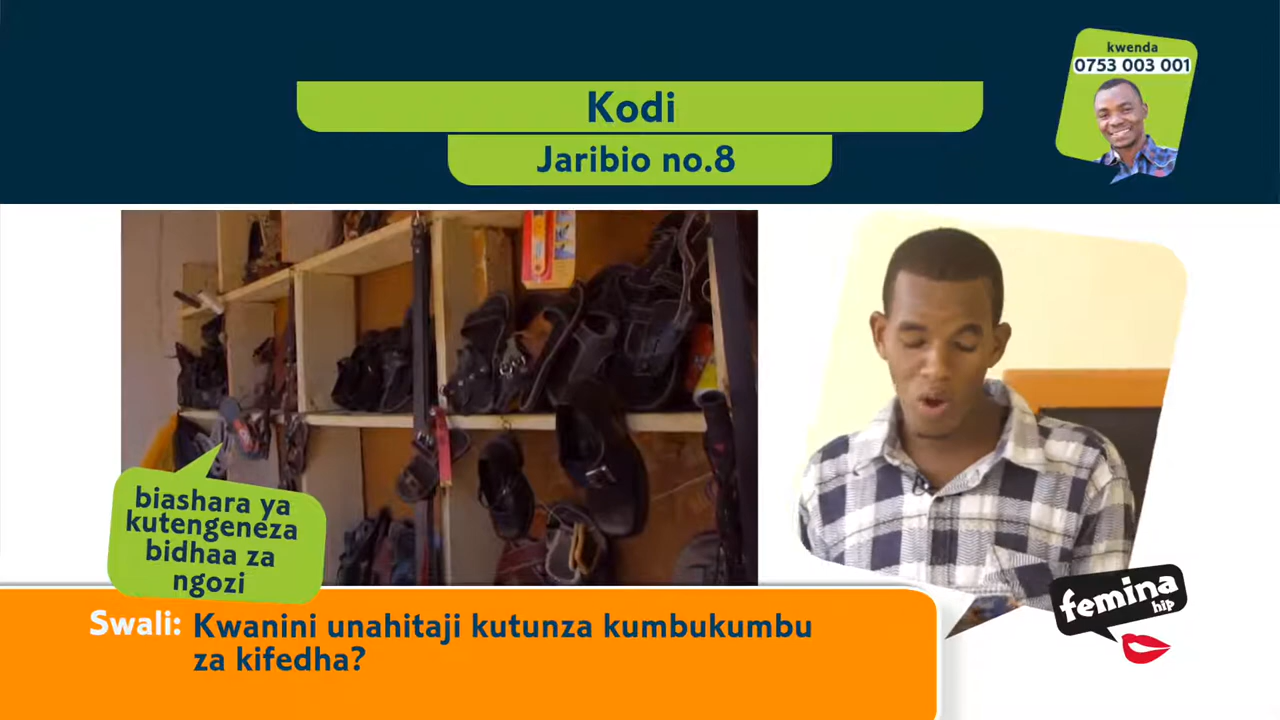 kwenda
0753 003 001
Kodi
Jaribio no.8
biashara ya
kutengeneza
bidhaa za
ngozi
Swali: Kwanini unahitaji kutunza kumbukumbu
za kifedha?
femina
hip